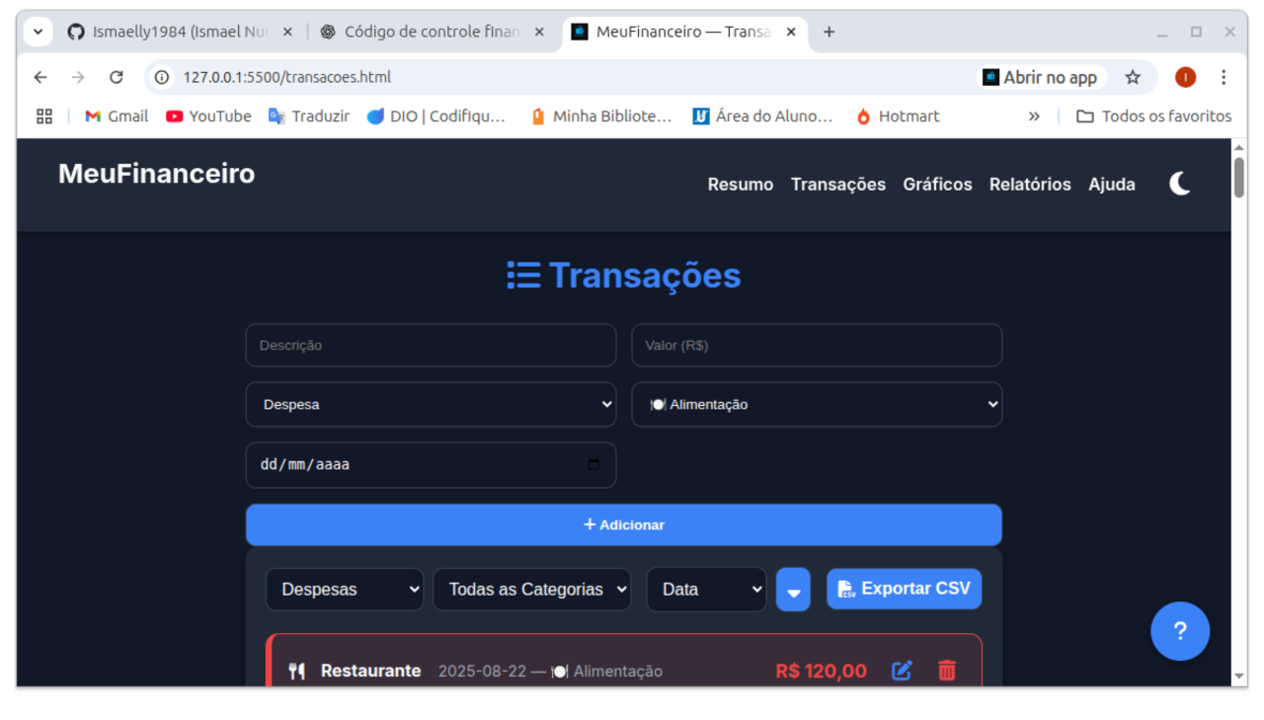 Ismaelly1984 (Ismael Nu
Código de controle finan
MeuFinanceiro — Transa
127.0.0.1:5500/transacoes.html
Abrir no app
I
Gmail
YouTube
Traduzir
DIO | Codifiqu...
Minha Bibliote...
Área do Aluno...
Hotmart
»
Todos os favoritos
MeuFinanceiro
Resumo
Transações
Gráficos
Relatórios
Ajuda
Transações
Descrição
Valor (R$)
Despesa
Alimentação
dd/mm/aaaa
+ Adicionar
Despesas
Todas as Categorias
Data
Exportar CSV
?
Restaurante
2025-08-22 — 🍽️ Alimentação
R$ 120,00